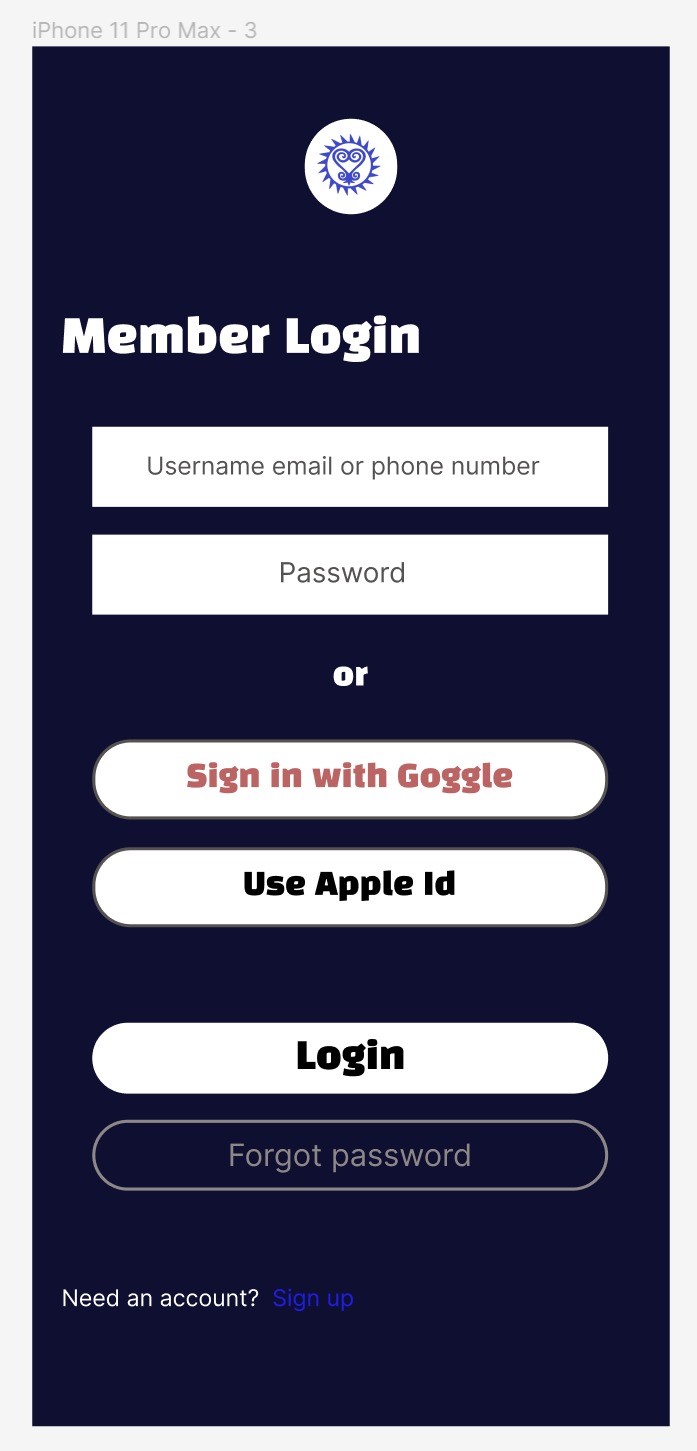 iPhone 11 Pro Max - 3
Member Login
Username email or phone number
Password
or
Sign in with Goggle
Use Apple Id
Login
Forgot password
Need an account? Sign up